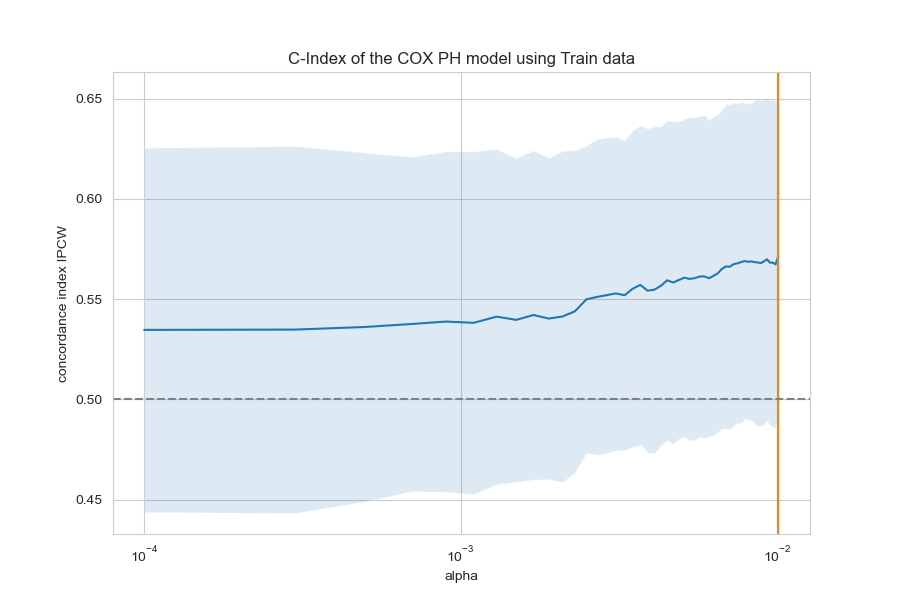 C-Index of the COX PH model using Train data
concordance index IPCW
0.65
0.60
0.55
0.50
0.45
10⁻⁴
10⁻³
10⁻²
alpha